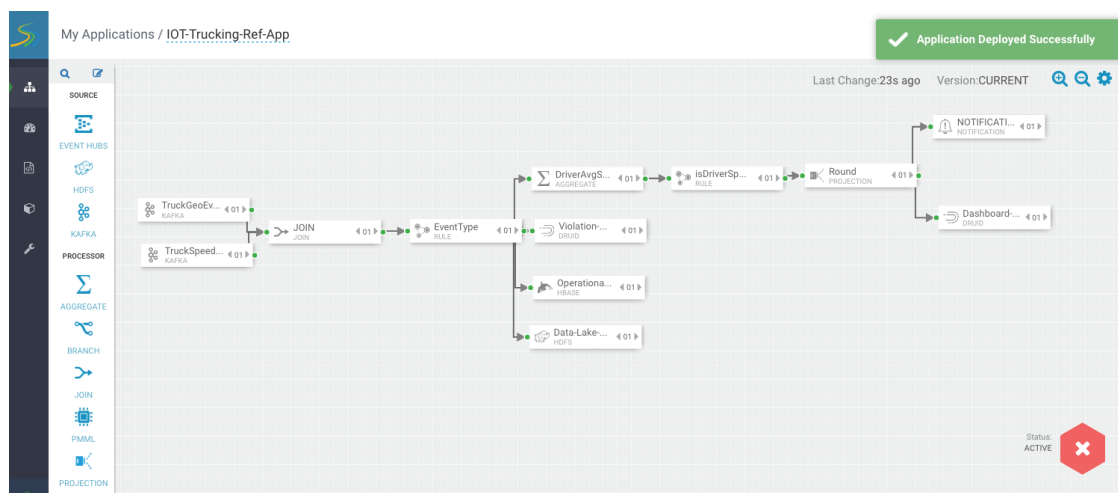 My Applications / IOT-Trucking-Ref-App
Application Deployed Successfully
Last Change:23s ago Version:CURRENT
SOURCE
EVENT HUBS
HDFS
KAFKA
PROCESSOR
AGGREGATE
BRANCH
JOIN
PMML
PROJECTION
TruckGeoEv... 01
KAFKA
TruckSpeed... 01
KAFKA
JOIN 01
JOIN
EventType 01
RULE
DriverAvgS... 01
AGGREGATE
Violation-... 01
DRUID
Operationa... 01
HBASE
Data-Lake-... 01
HDFS
isDriverSp... 01
RULE
Round 01
PROJECTION
NOTIFICATI... 01
NOTIFICATION
Dashboard-... 01
DRUID
Status:
ACTIVE